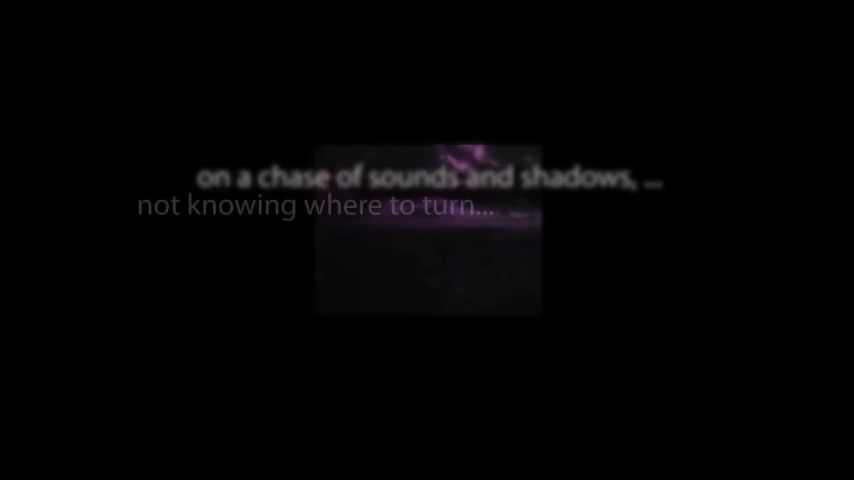 on a chase of sounds and shadows, ...
not knowing where to turn...